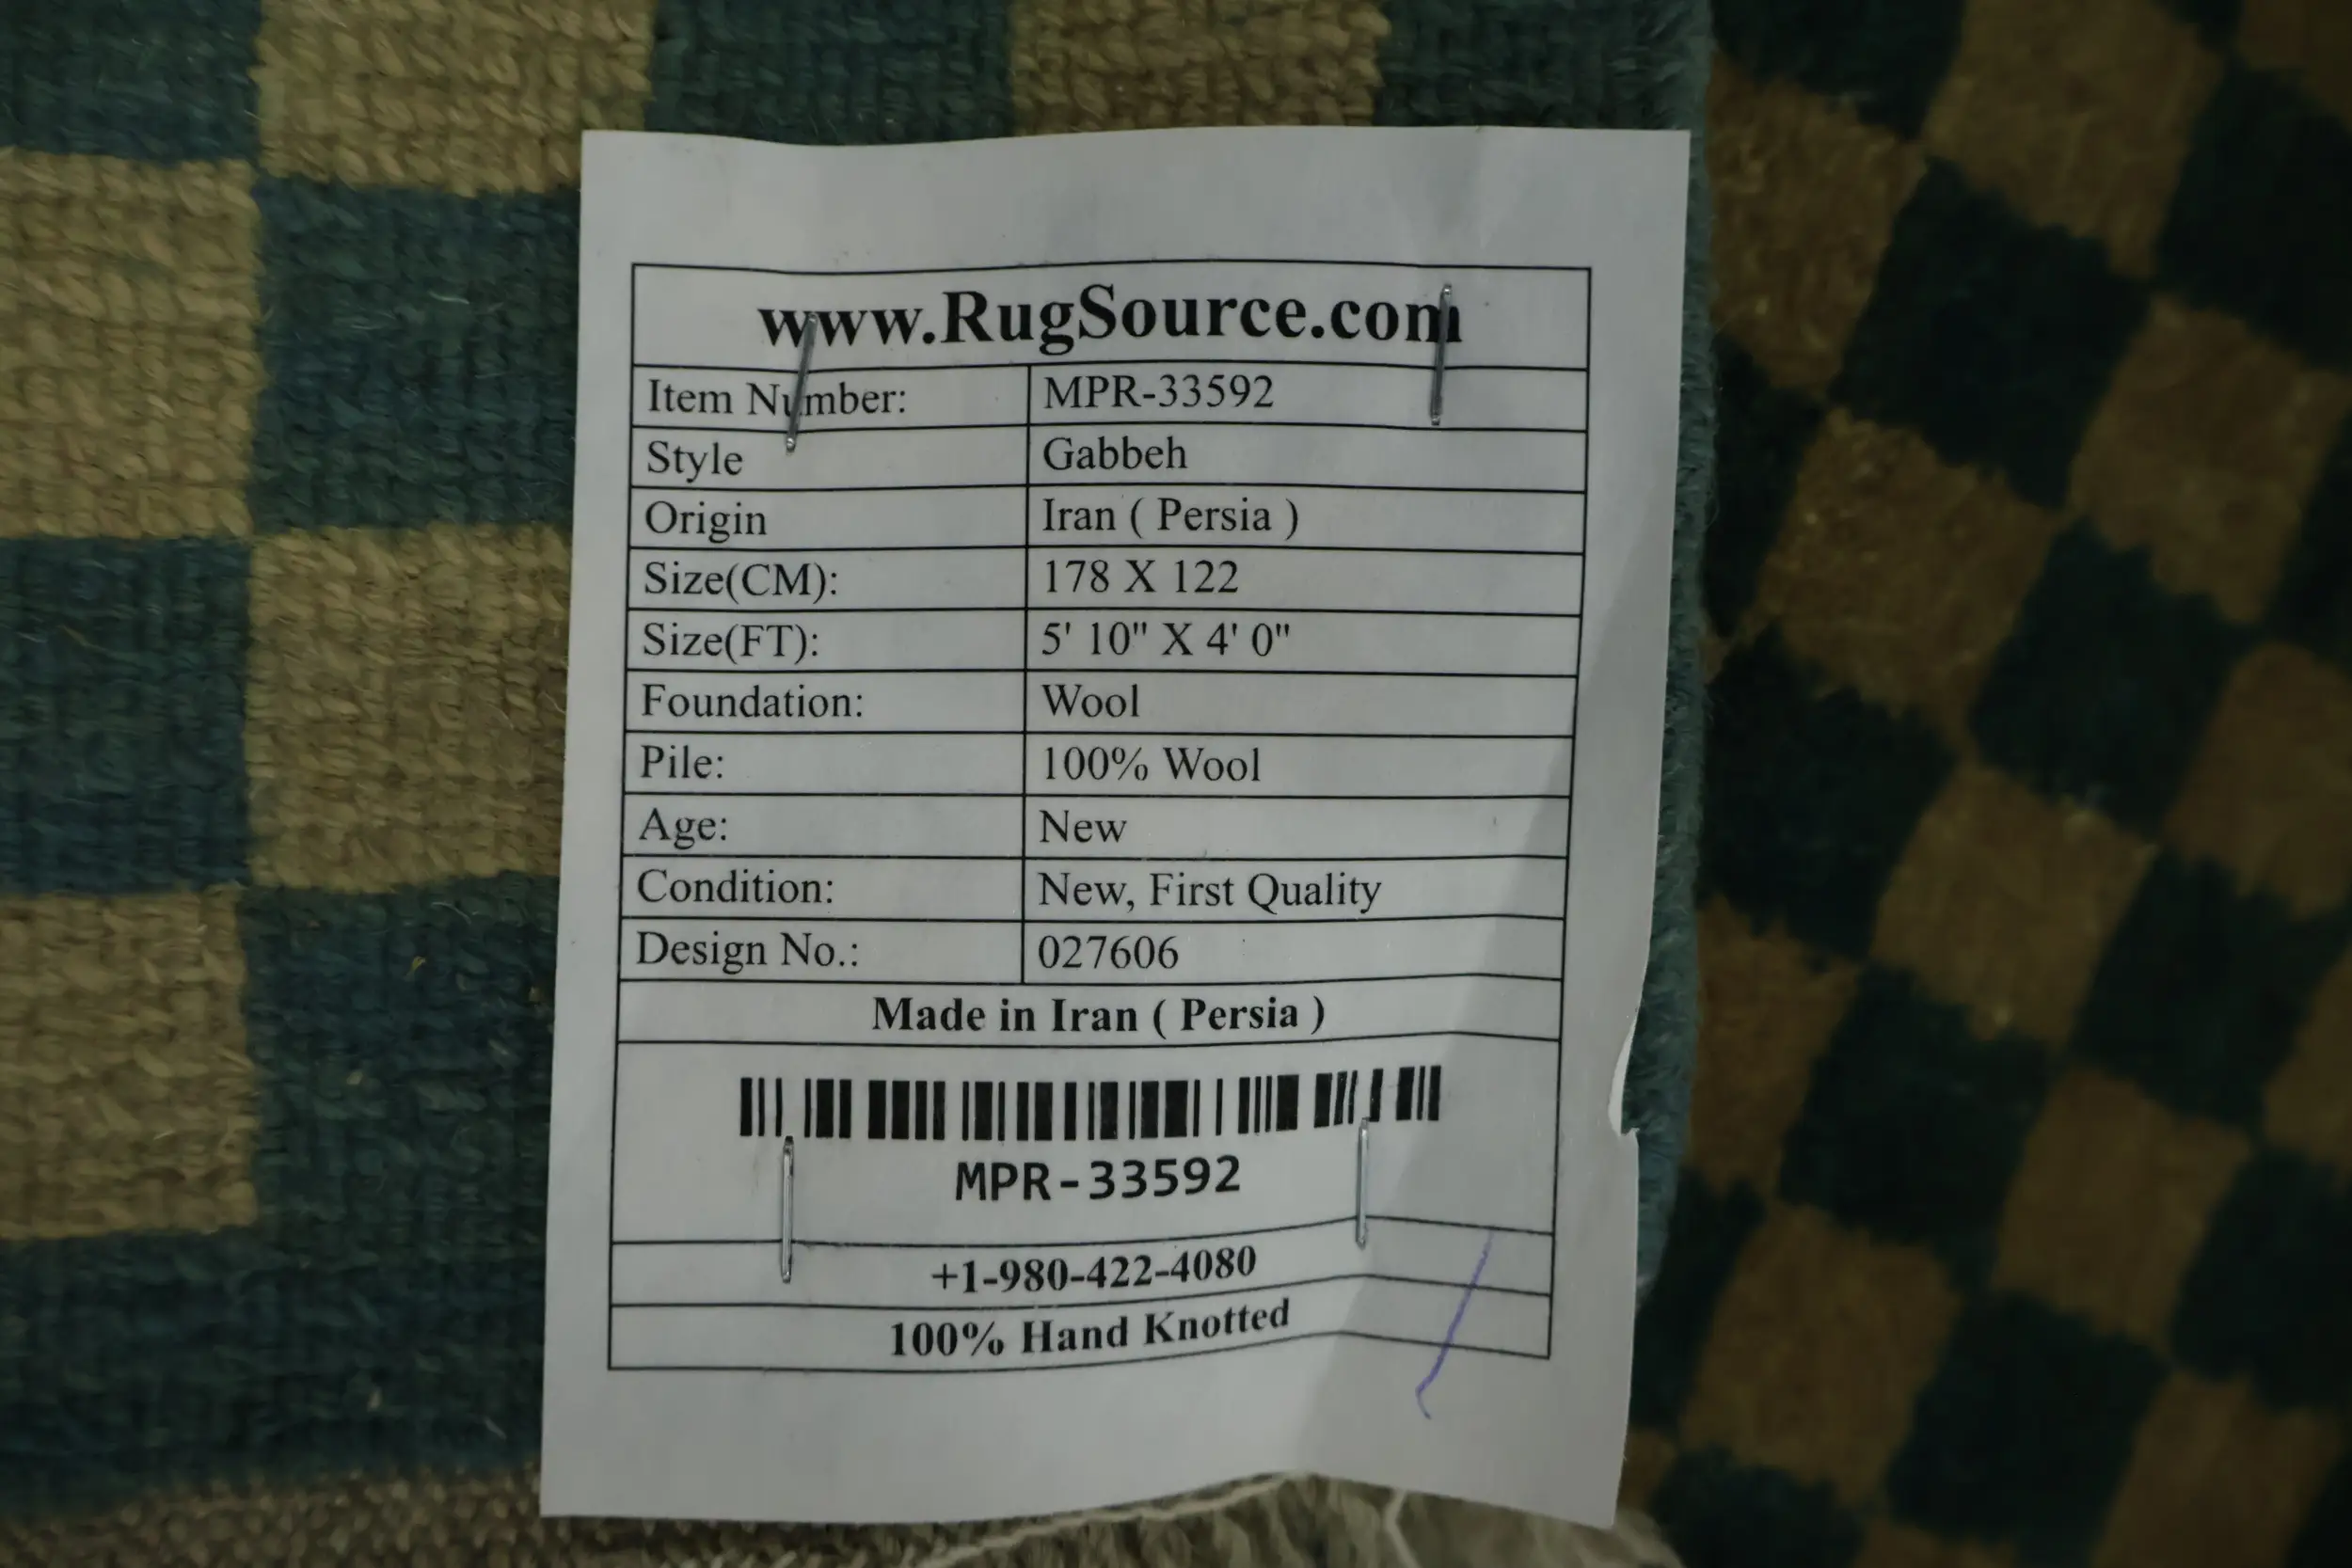 www.RugSource.com
Item Number: MPR-33592
Style Gabbeh
Origin Iran ( Persia )
Size(CM): 178 X 122
Size(FT): 5' 10" X 4' 0"
Foundation: Wool
Pile: 100% Wool
Age: New
Condition: New, First Quality
Design No.: 027606
Made in Iran ( Persia )
MPR-33592
+1-980-422-4080
100% Hand Knotted